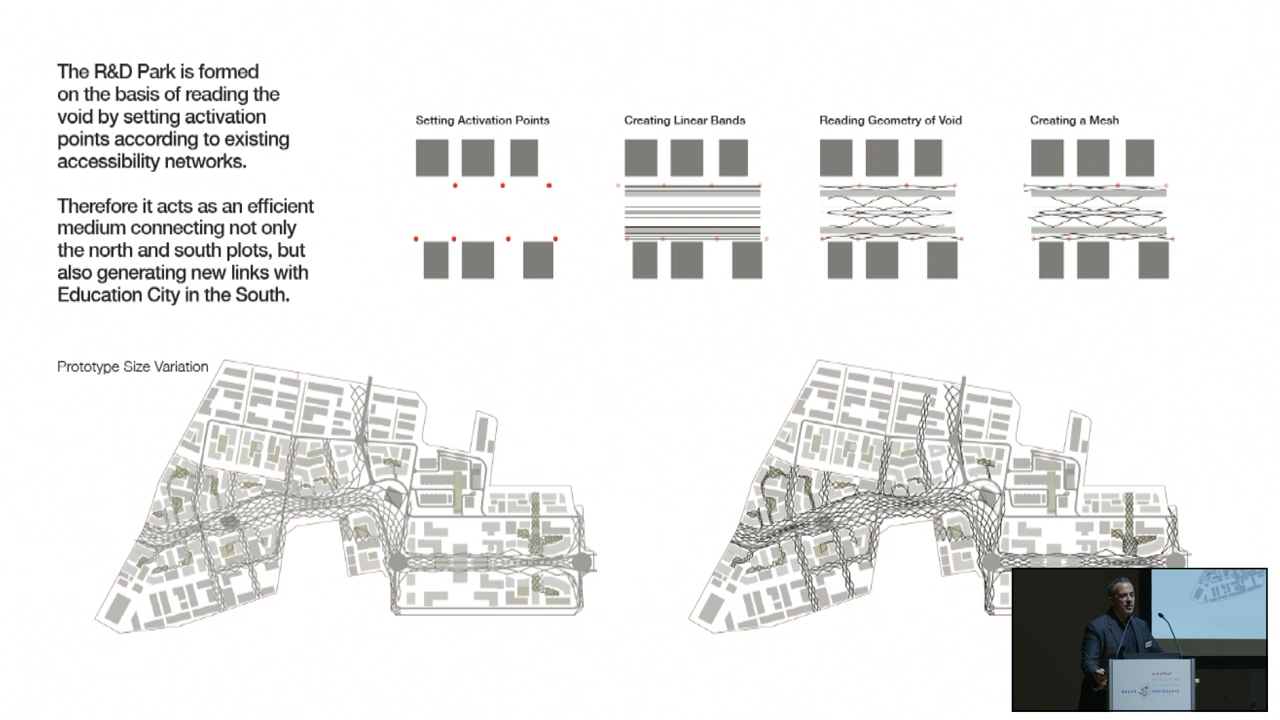 The R&D Park is formed
on the basis of reading the
void by setting activation
points according to existing
accessibility networks.
Therefore it acts as an efficient
medium connecting not only
the north and south plots, but
also generating new links with
Education City in the South.
Setting Activation Points
Creating Linear Bands
Reading Geometry of Void
Creating a Mesh
Prototype Size Variation
schafhof
bezirk
oberbayern